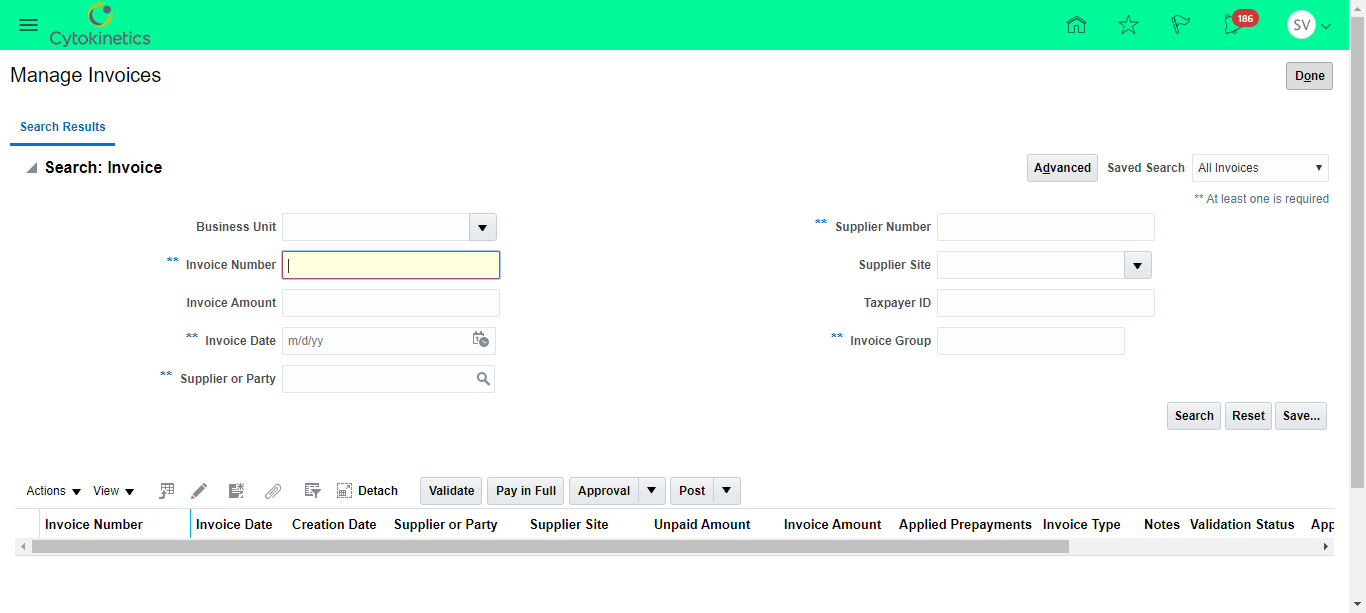 Cytokinetics
186
SV
Manage Invoices
Done
Search Results
Search: Invoice
Advanced Saved Search All Invoices
** At least one is required
Business Unit
** Supplier Number
** Invoice Number
Supplier Site
Invoice Amount
Taxpayer ID
** Invoice Date m/d/yy
** Invoice Group
** Supplier or Party
Search Reset Save...
Actions View Detach Validate Pay in Full Approval Post
Invoice Number Invoice Date Creation Date Supplier or Party Supplier Site Unpaid Amount Invoice Amount Applied Prepayments Invoice Type Notes Validation Status App